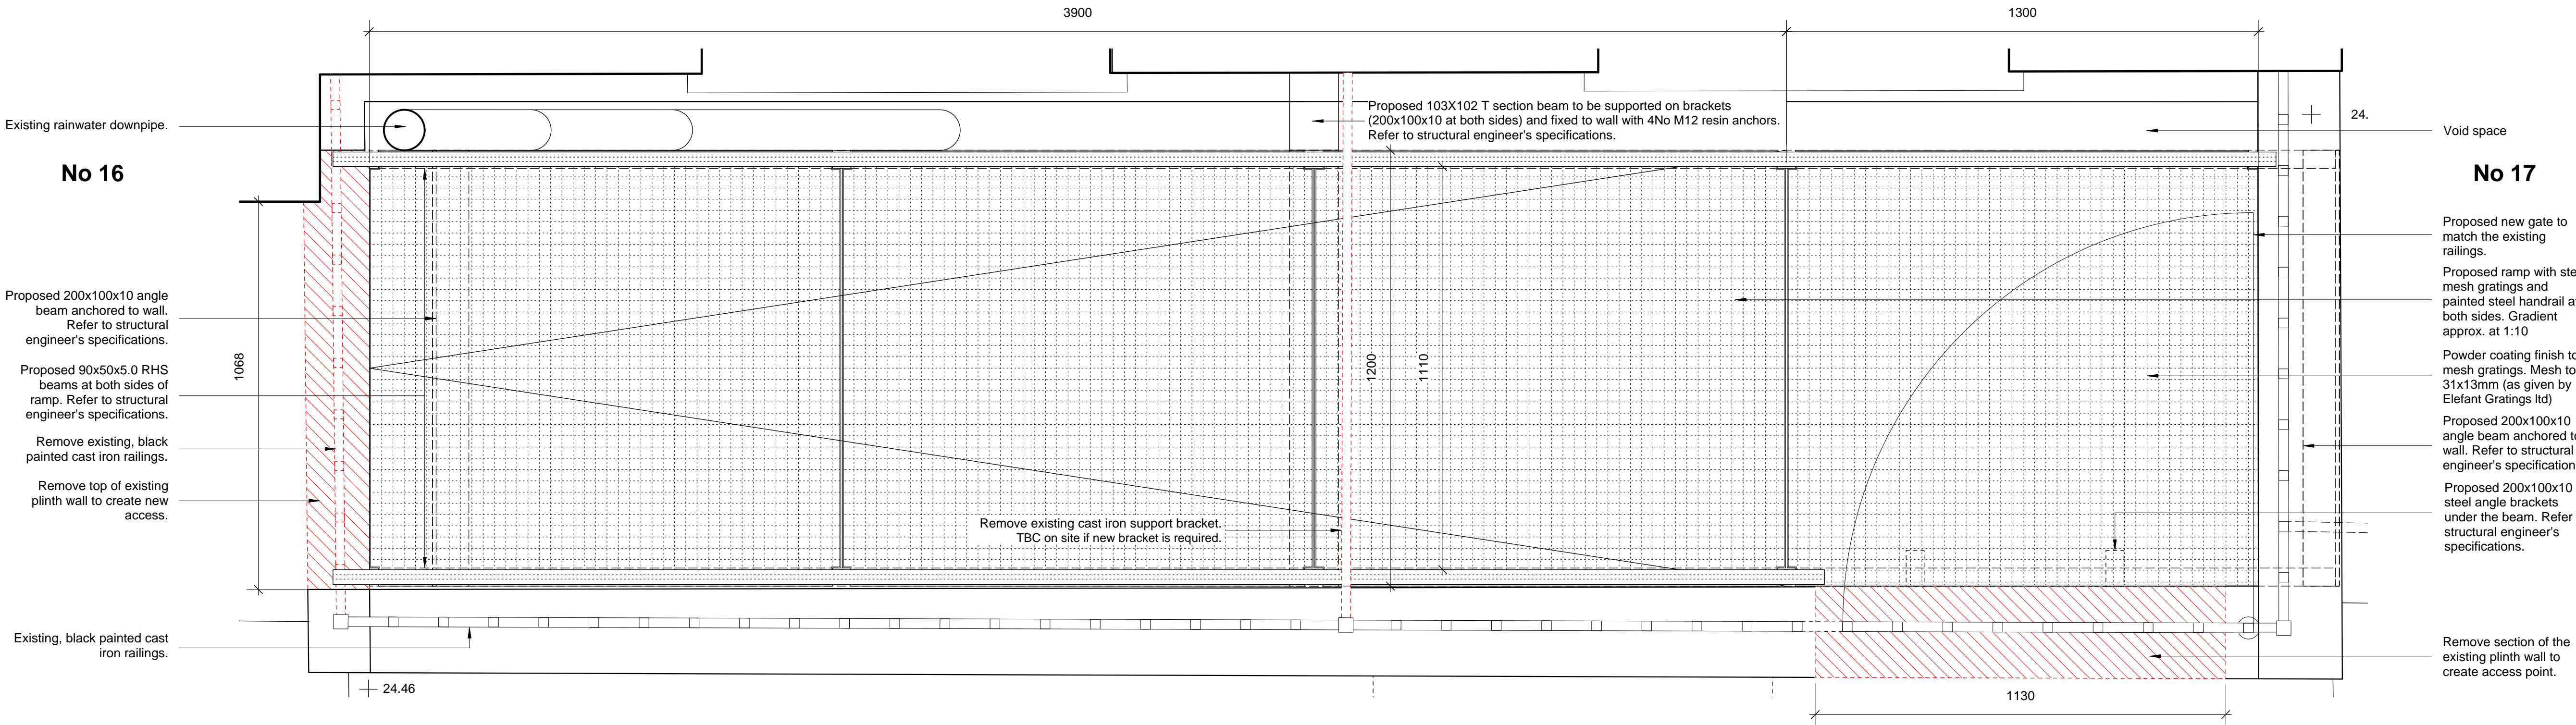 3900
1300
Existing rainwater downpipe.
No 16
Proposed 200x100x10 angle
beam anchored to wall.
Refer to structural
engineer's specifications.
Proposed 90x50x5.0 RHS
beams at both sides of
ramp. Refer to structural
engineer's specifications.
Remove existing, black
painted cast iron railings.
Remove top of existing
plinth wall to create new
access.
Existing, black painted cast
iron railings.
1068
24.46
Proposed 103X102 T section beam to be supported on brackets
(200x100x10 at both sides) and fixed to wall with 4No M12 resin anchors.
Refer to structural engineer's specifications.
1200
1110
Remove existing cast iron support bracket.
TBC on site if new bracket is required.
1130
24.
Void space
No 17
Proposed new gate to
match the existing
railings.
Proposed ramp with
mesh gratings and
painted steel handrail
both sides. Gradient
approx. at 1:10
Powder coating finish
mesh gratings. Mesh to
31x13mm (as given by
Elefant Gratings ltd)
Proposed 200x100x10
angle beam anchored
wall. Refer to structural
engineer's
Proposed 200x100x10
steel angle brackets
under the beam. Refer
structural engineer's
specifications.
Remove section of the
existing plinth wall to
create access point.